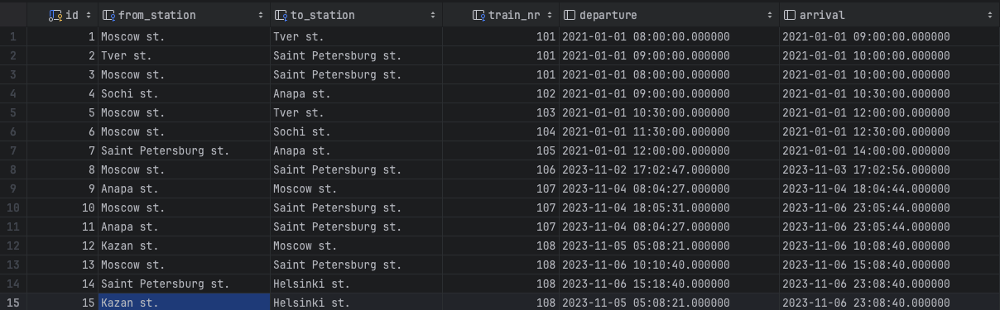 id from_station to_station train_nr departure arrival
1 1 Moscow st. Tver st. 101 2021-01-01 08:00:00.000000 2021-01-01 09:00:00.000000
2 2 Tver st. Saint Petersburg st. 101 2021-01-01 09:00:00.000000 2021-01-01 10:00:00.000000
3 3 Moscow st. Saint Petersburg st. 101 2021-01-01 08:00:00.000000 2021-01-01 10:00:00.000000
4 4 Sochi st. Anapa st. 102 2021-01-01 09:00:00.000000 2021-01-01 10:30:00.000000
5 5 Moscow st. Tver st. 103 2021-01-01 10:30:00.000000 2021-01-01 12:00:00.000000
6 6 Moscow st. Sochi st. 104 2021-01-01 11:30:00.000000 2021-01-01 12:30:00.000000
7 7 Saint Petersburg st. Anapa st. 105 2021-01-01 12:00:00.000000 2021-01-01 14:00:00.000000
8 8 Moscow st. Saint Petersburg st. 106 2023-11-02 17:02:47.000000 2023-11-03 17:02:56.000000
9 9 Anapa st. Moscow st. 107 2023-11-04 08:04:27.000000 2023-11-04 18:04:44.000000
10 10 Moscow st. Saint Petersburg st. 107 2023-11-04 18:05:31.000000 2023-11-06 23:05:44.000000
11 11 Anapa st. Saint Petersburg st. 107 2023-11-04 08:04:27.000000 2023-11-06 23:05:44.000000
12 12 Kazan st. Moscow st. 108 2023-11-05 05:08:21.000000 2023-11-06 10:08:40.000000
13 13 Moscow st. Saint Petersburg st. 108 2023-11-06 10:10:40.000000 2023-11-06 15:08:40.000000
14 14 Saint Petersburg st. Helsinki st. 108 2023-11-06 15:18:40.000000 2023-11-06 23:08:40.000000
15 15 Kazan st. Helsinki st. 108 2023-11-05 05:08:21.000000 2023-11-06 23:08:40.000000